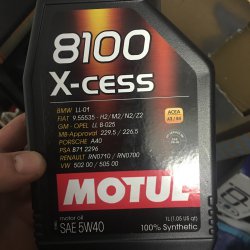 8100
X-cess
BMW LL-01
FIAT 9.55535 - H2/M2/N2/Z2
GM - OPEL LL B-025
MB-Approval 229.5 / 226.5
PORSCHE A40
PSA B71 2296
RENAULT RN0710 / RN0700
VW 502 00 / 505 00
ACEA
A3 / B4
MOTUL
motor oil
SAE 5W40
1L (1.05 US qt)
100% Synthetic